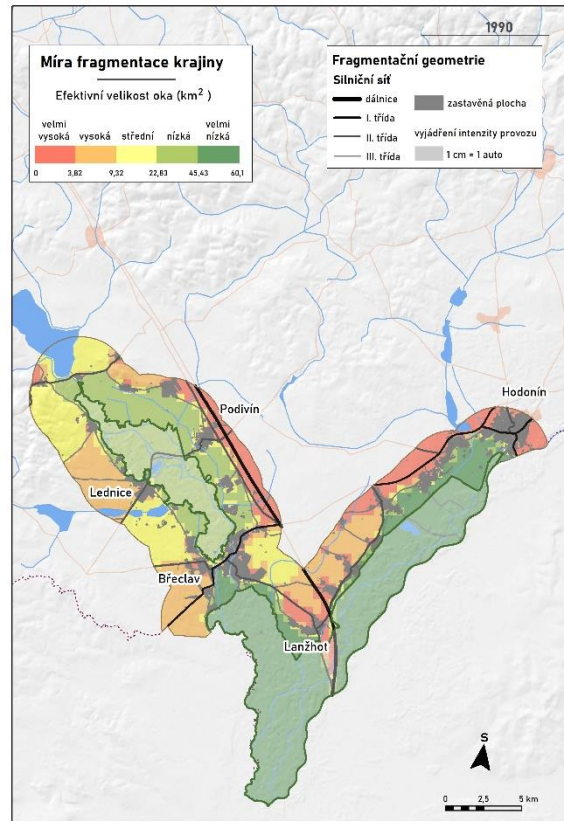 1990
Míra fragmentace krajiny
Efektivní velikost oka (km²)
velmi vysoká
vysoká
střední
nízká
velmi nízká
0 3,82 9,32 22,83 45,43 60,1
Fragmentační geometrie
Silniční síť
dálnice
I. třída
II. třída
III. třída
zastavěná plocha
vyjádření intenzity provozu
1 cm = 1 auto
Hodonín
Podivín
Lednice
Břeclav
Lanžhot
S
0 2,5 5 km